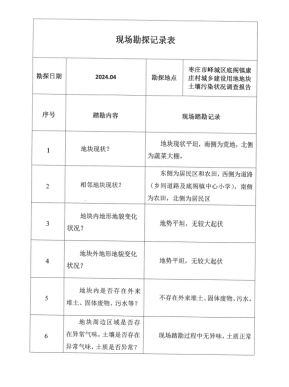 现场勘探记录表
勘探日期
2024.04
勘探地点
枣庄市峄城区底阁镇康
庄村城乡建设用地地块
土壤污染状况调查报告
序号
踏勘内容
踏勘记录
1
地块现状？
地块现状平坦，南侧为荒地，北侧
为蔬菜大棚。
2
相邻地块现状？
东侧为居民区和农田，西侧为道路
（乡间道路及底阁镇中心小学），南侧
为农田，北侧为居民区
3
地块内地形地貌变化
状况？
地势平坦，无较大起伏
4
地块外地形地貌变化
状况？
地势平坦，无较大起伏
5
地块内是否存在外来
堆土、固体废物、污水等？
不存在外来堆土、固体废物、污水等
6
地块周边区域是否存
在异常气味，土壤是否存在
异常气味，土质是否异常？
现场踏勘过程中无异味，土质正常